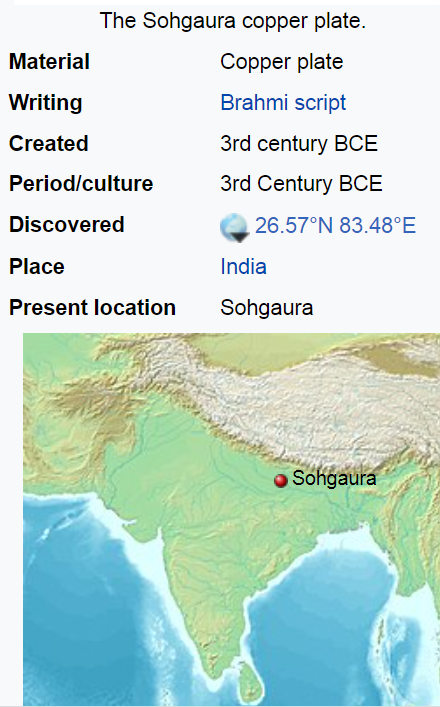 The Sohgaura copper plate.
Material Copper plate
Writing Brahmi script
Created 3rd century BCE
Period/culture 3rd Century BCE
Discovered 26.57°N 83.48°E
Place India
Present location Sohgaura
Sohgaura